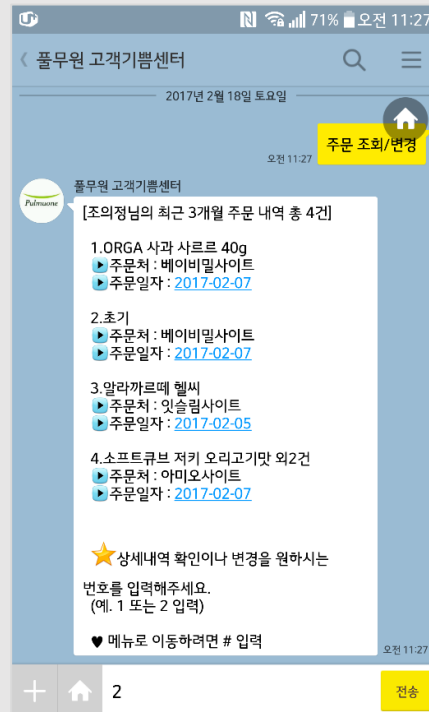 71% 오전 11:27
풀무원 고객기쁨센터
2017년 2월 18일 토요일
주문 조회/변경
오전 11:27
풀무원 고객기쁨센터
Pulmuone
[조의정님의 최근 3개월 주문 내역 총 4건]
1.ORGA 사과 사르르 40g
주문처 : 베이비밀사이트
주문일자 : 2017-02-07
2.초기
주문처 : 베이비밀사이트
주문일자 : 2017-02-07
3.알라까르떼 헬씨
주문처 : 잇슬림사이트
주문일자 : 2017-02-05
4.소프트큐브 저키 오리고기맛 외2건
주문처 : 아미오사이트
주문일자 : 2017-02-07
상세내역 확인이나 변경을 원하시는
번호를 입력해주세요.
(예. 1 또는 2 입력)
♥ 메뉴로 이동하려면 # 입력
오전 11:27
2
전송